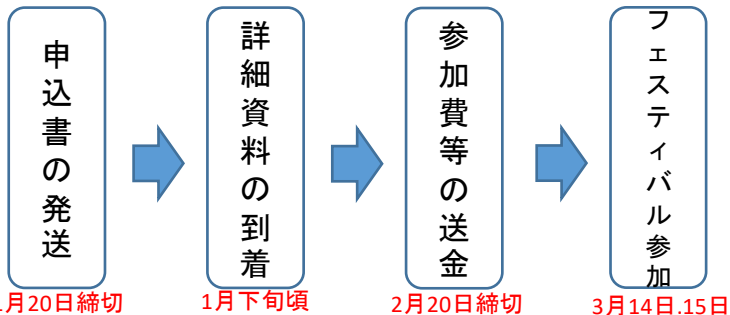 申込書の発送
詳細資料の到着
参加費等の送金
フェスティバル参加
月20日締切
1月下旬頃
2月20日締切
3月14日.15日